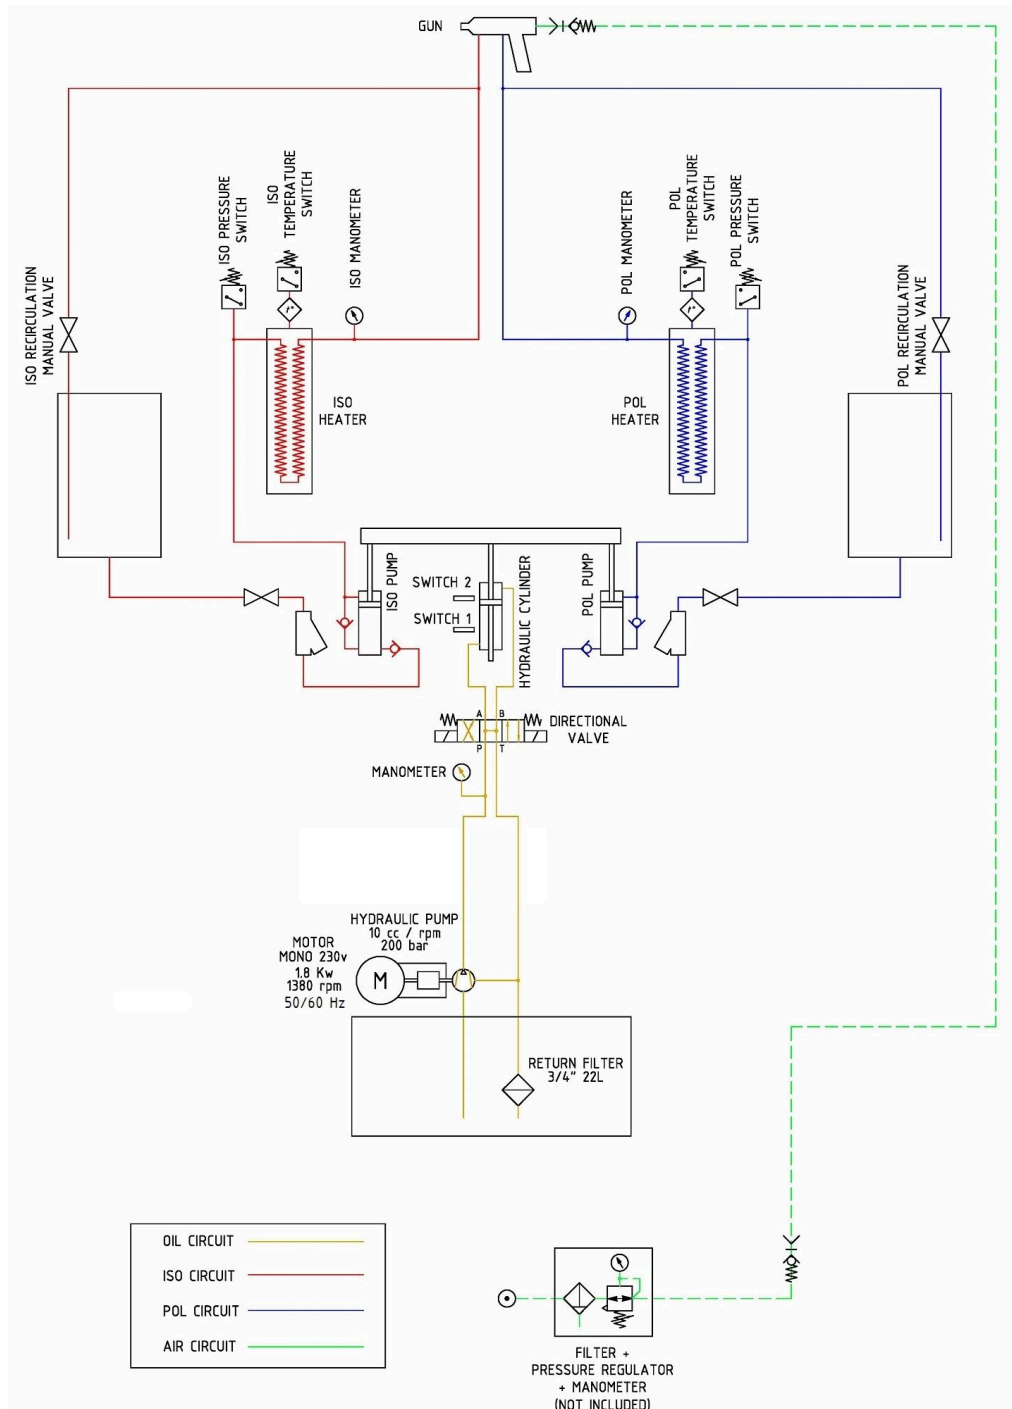 GUN
ISO PRESSURE
SWITCH
ISO
TEMPERATURE
SWITCH
ISO MANOMETER
POL MANOMETER
POL
TEMPERATURE
SWITCH
POL PRESSURE
SWITCH
ISO RECIRCULATION
MANUAL VALVE
POL RECIRCULATION
MANUAL VALVE
t°
t°
ISO
HEATER
POL
HEATER
ISO PUMP
SWITCH 2
SWITCH 1
HYDRAULIC CYLINDER
POL PUMP
A B
P T
DIRECTIONAL
VALVE
MANOMETER
HYDRAULIC PUMP
10 cc / rpm
200 bar
MOTOR
MONO 230v
1.8 Kw
1380 rpm
50/60 Hz
M
RETURN FILTER
3/4" 22L
OIL CIRCUIT
ISO CIRCUIT
POL CIRCUIT
AIR CIRCUIT
FILTER +
PRESSURE REGULATOR
+ MANOMETER
(NOT INCLUDED)